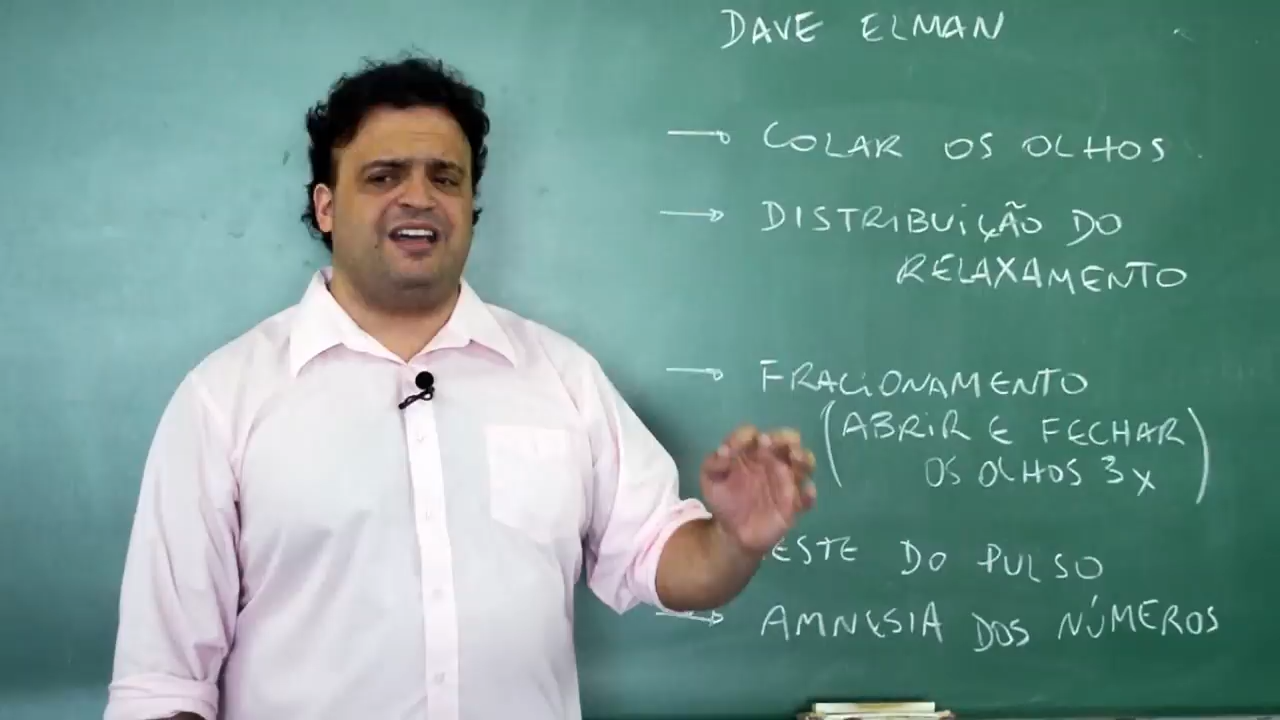 DAVE ELMAN
→ COLAR OS OLHOS
→ DISTRIBUIÇÃO DO
RELAXAMENTO
→ FRACIONAMENTO
(ABRIR E FECHAR
OS OLHOS 3x)
ESTE DO PULSO
→ AMNESIA DOS NÚMEROS